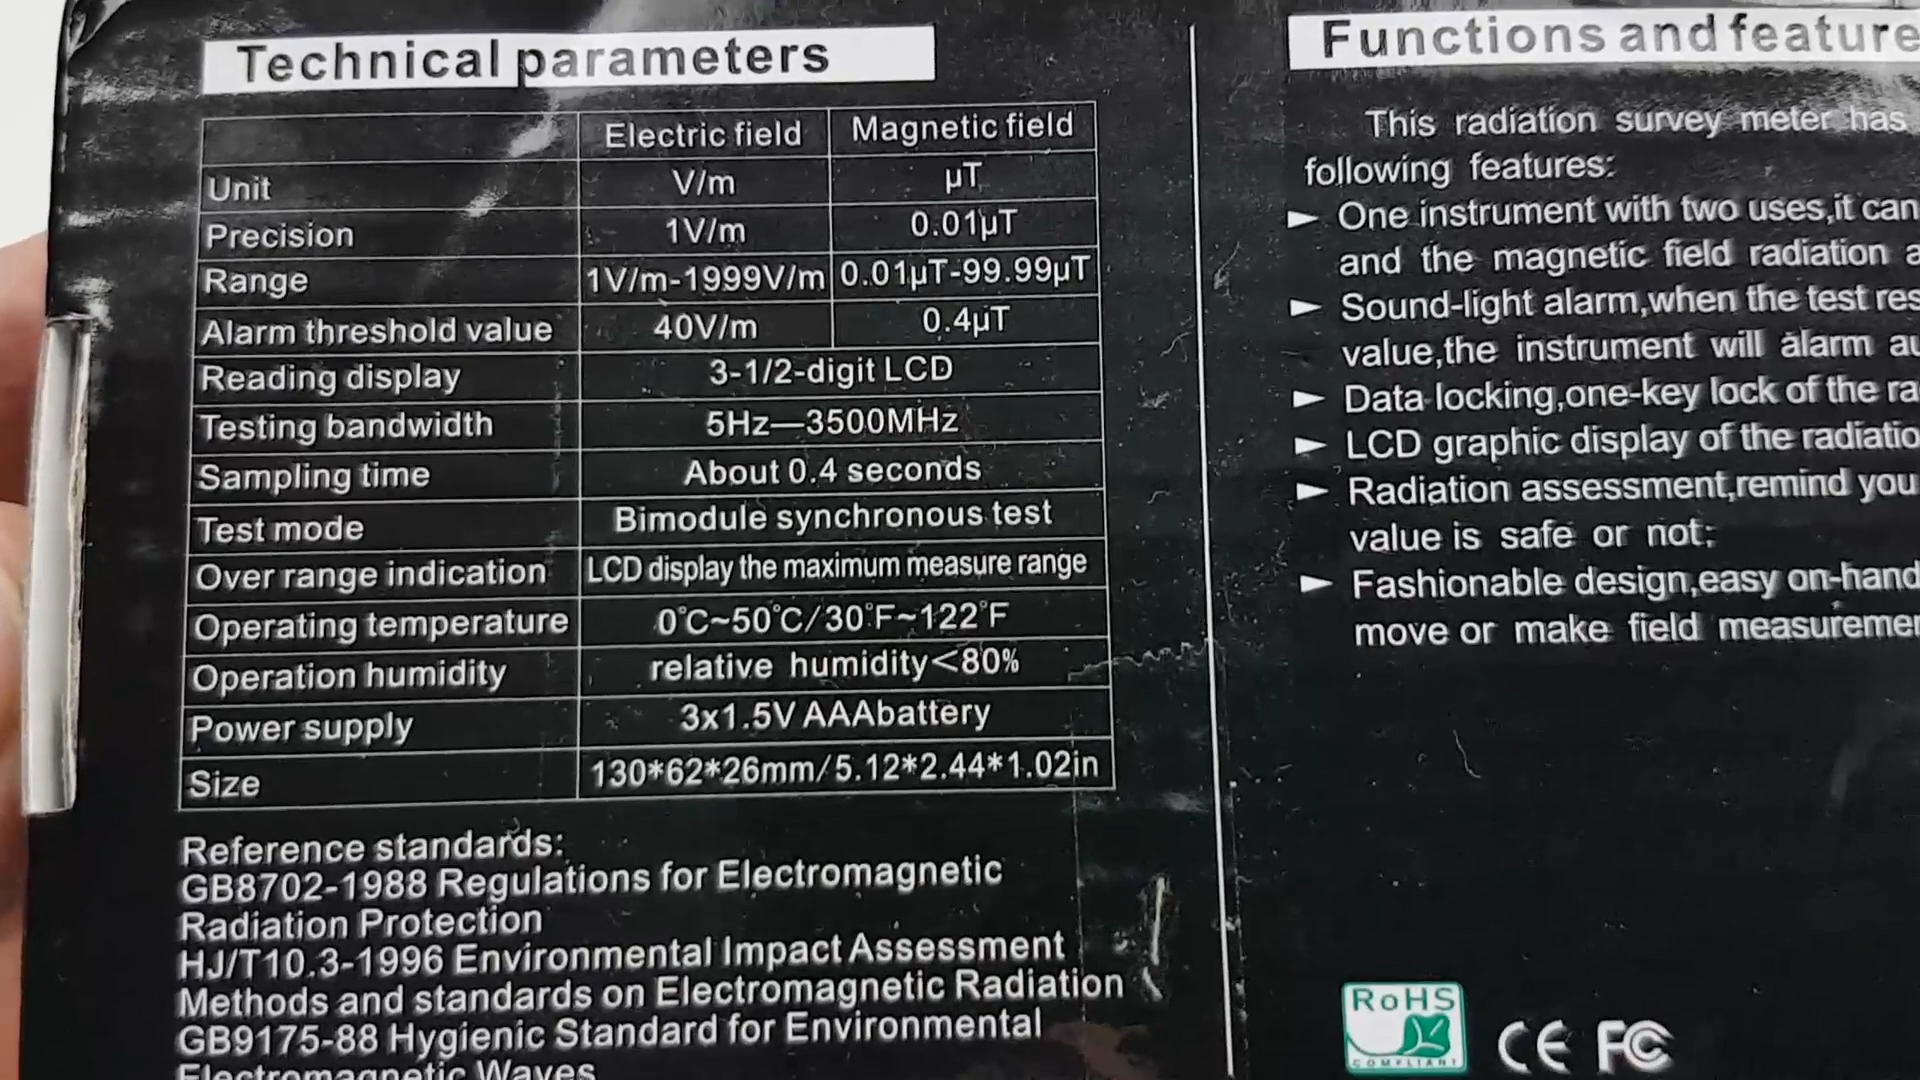 Technical parameters
Electric field Magnetic field
Unit V/m µT
Precision 1V/m 0.01µT
Range 1V/m-1999V/m 0.01µT-99.99µT
Alarm threshold value 40V/m 0.4µT
Reading display 3-1/2-digit LCD
Testing bandwidth 5Hz—3500MHz
Sampling time About 0.4 seconds
Test mode Bimodule synchronous test
Over range indication LCD display the maximum measure range
Operating temperature 0°C~50°C/30°F~122°F
Operation humidity relative humidity<80%
Power supply 3x1.5V AAAbattery
Size 130*62*26mm/5.12*2.44*1.02in
Reference standards:
GB8702-1988 Regulations for Electromagnetic
Radiation Protection
HJ/T10.3-1996 Environmental Impact Assessment
Methods and standards on Electromagnetic Radiation
GB9175-88 Hygienic Standard for Environmental
Electromagnetic Waves
Functions and feature
This radiation survey meter has
following features:
► One instrument with two uses,it can
and the magnetic field radiation a
► Sound-light alarm,when the test res
value,the instrument will alarm au
► Data locking,one-key lock of the ra
► LCD graphic display of the radiatio
► Radiation assessment,remind you
value is safe or not;
► Fashionable design,easy on-hand
move or make field measuremen
RoHS
COMPLIANT
CE FC